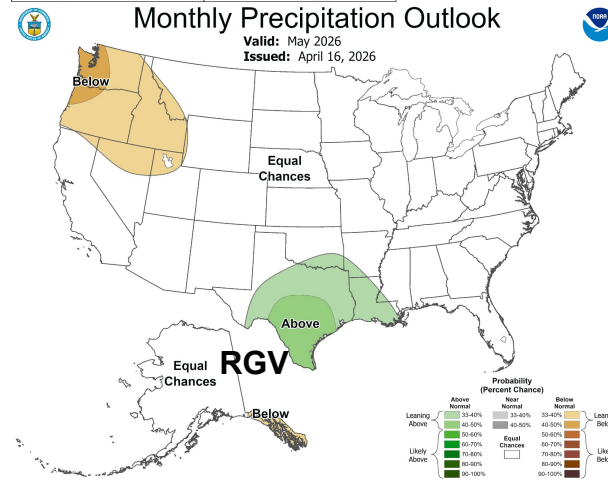 Monthly Precipitation Outlook
Valid: May 2026
Issued: April 16, 2026
NOAA
Below
Equal
Chances
Above
Equal
Chances
RGV
Below
Probability
(Percent Chance)
Above
Normal
Near
Normal
Below
Normal
Leaning
Above
33-40%
40-50%
33-40%
40-50%
33-40%
40-50%
Leani
Belo
Likely
Above
50-60%
60-70%
70-80%
80-90%
90-100%
Equal
Chances
50-60%
60-70%
70-80%
80-90%
90-100%
Like
Belo